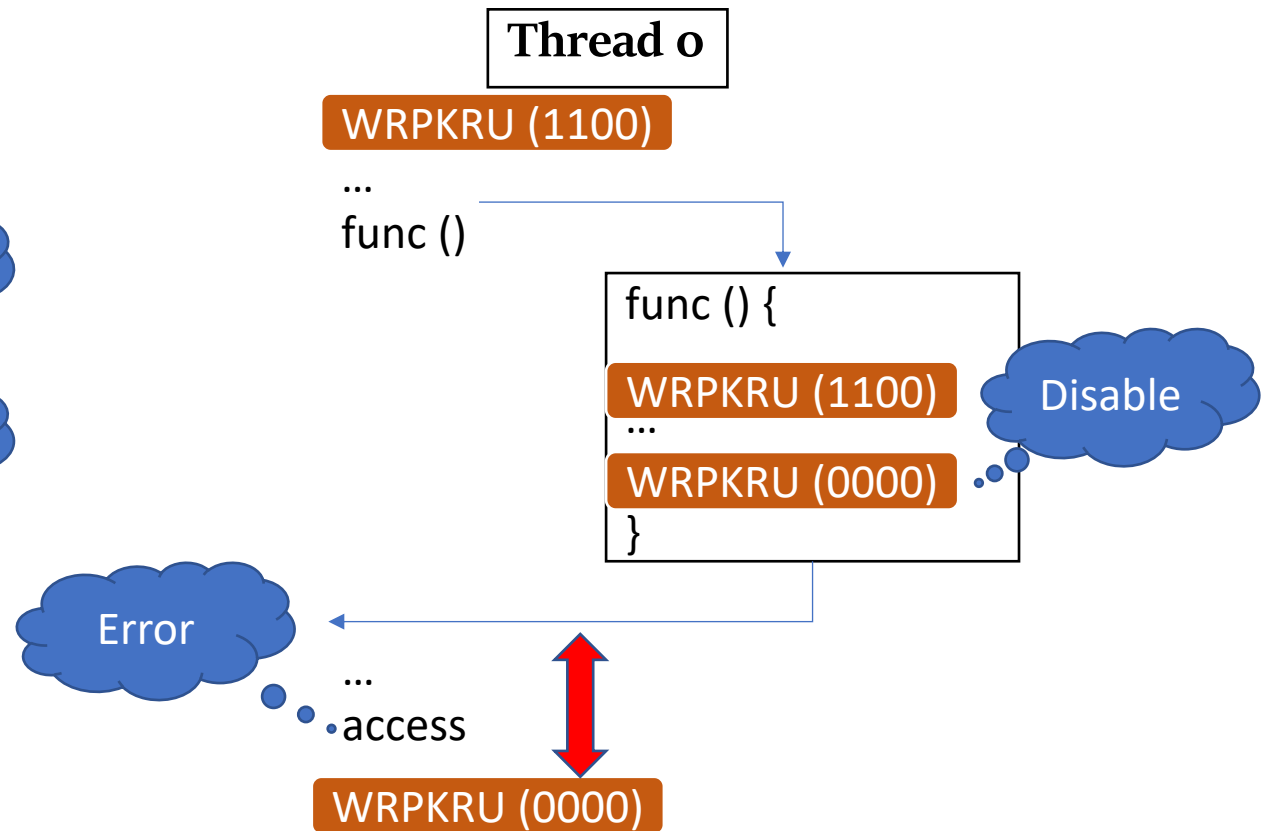 Thread 0
WRPKRU (1100)
...
func ()
func () {
WRPKRU (1100)
...
WRPKRU (0000)
}
Disable
Error
...
access
WRPKRU (0000)